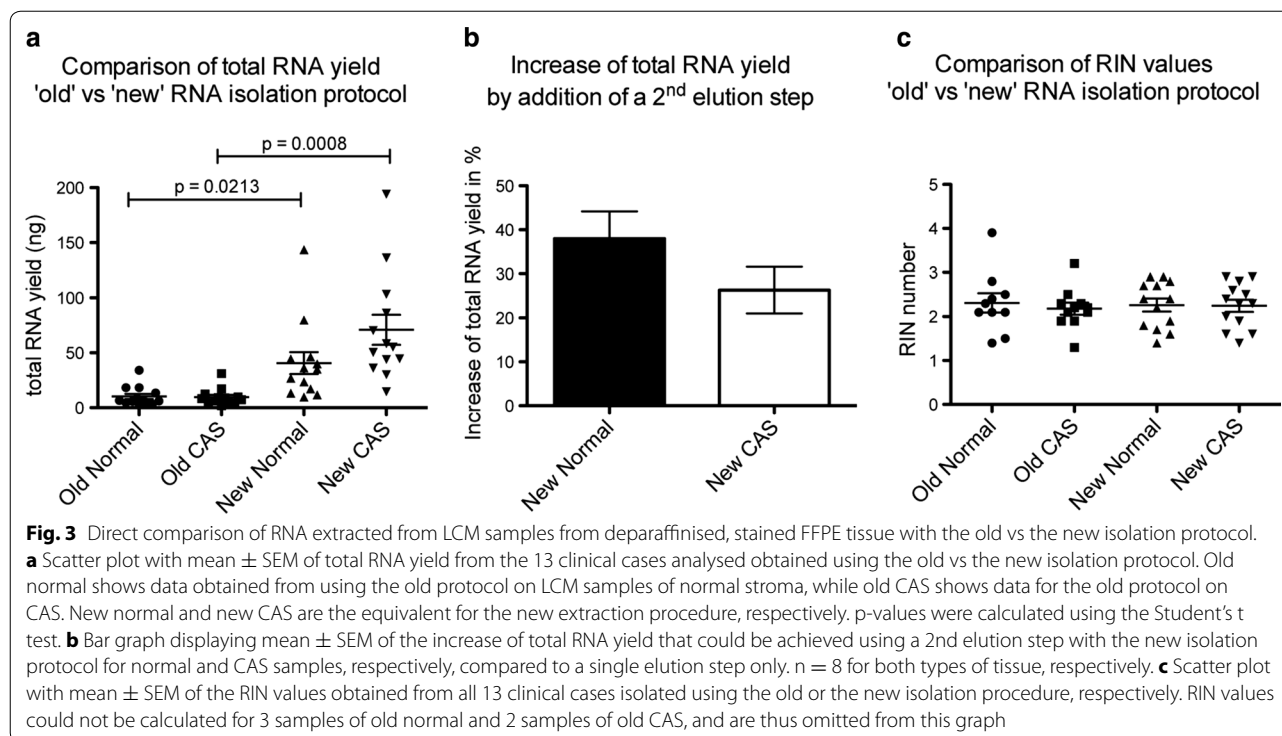 a
Comparison of total RNA yield
'old' vs 'new' RNA isolation protocol
p = 0.0008
p = 0.0213
total RNA yield (ng)
200
150
100
50
0
Old Normal
Old CAS
New Normal
New CAS
b
Increase of total RNA yield
by addition of a 2nd elution step
Increase of total RNA yield in %
50
40
30
20
10
0
New Normal
New CAS
c
Comparison of RIN values
'old' vs 'new' RNA isolation protocol
RIN number
5
4
3
2
1
0
Old Normal
Old CAS
New Normal
New CAS
Fig. 3 Direct comparison of RNA extracted from LCM samples from deparaffinised, stained FFPE tissue with the old vs the new isolation protocol.
a Scatter plot with mean ± SEM of total RNA yield from the 13 clinical cases analysed obtained using the old vs the new isolation protocol. Old
normal shows data obtained from using the old protocol on LCM samples of normal stroma, while old CAS shows data for the old protocol on
CAS. New normal and new CAS are the equivalent for the new extraction procedure, respectively. p-values were calculated using the Student's t
test. b Bar graph displaying mean ± SEM of the increase of total RNA yield that could be achieved using a 2nd elution step with the new isolation
protocol for normal and CAS samples, respectively, compared to a single elution step only. n = 8 for both types of tissue, respectively. c Scatter plot
with mean ± SEM of the RIN values obtained from all 13 clinical cases isolated using the old or the new isolation procedure, respectively. RIN values
could not be calculated for 3 samples of old normal and 2 samples of old CAS, and are thus omitted from this graph